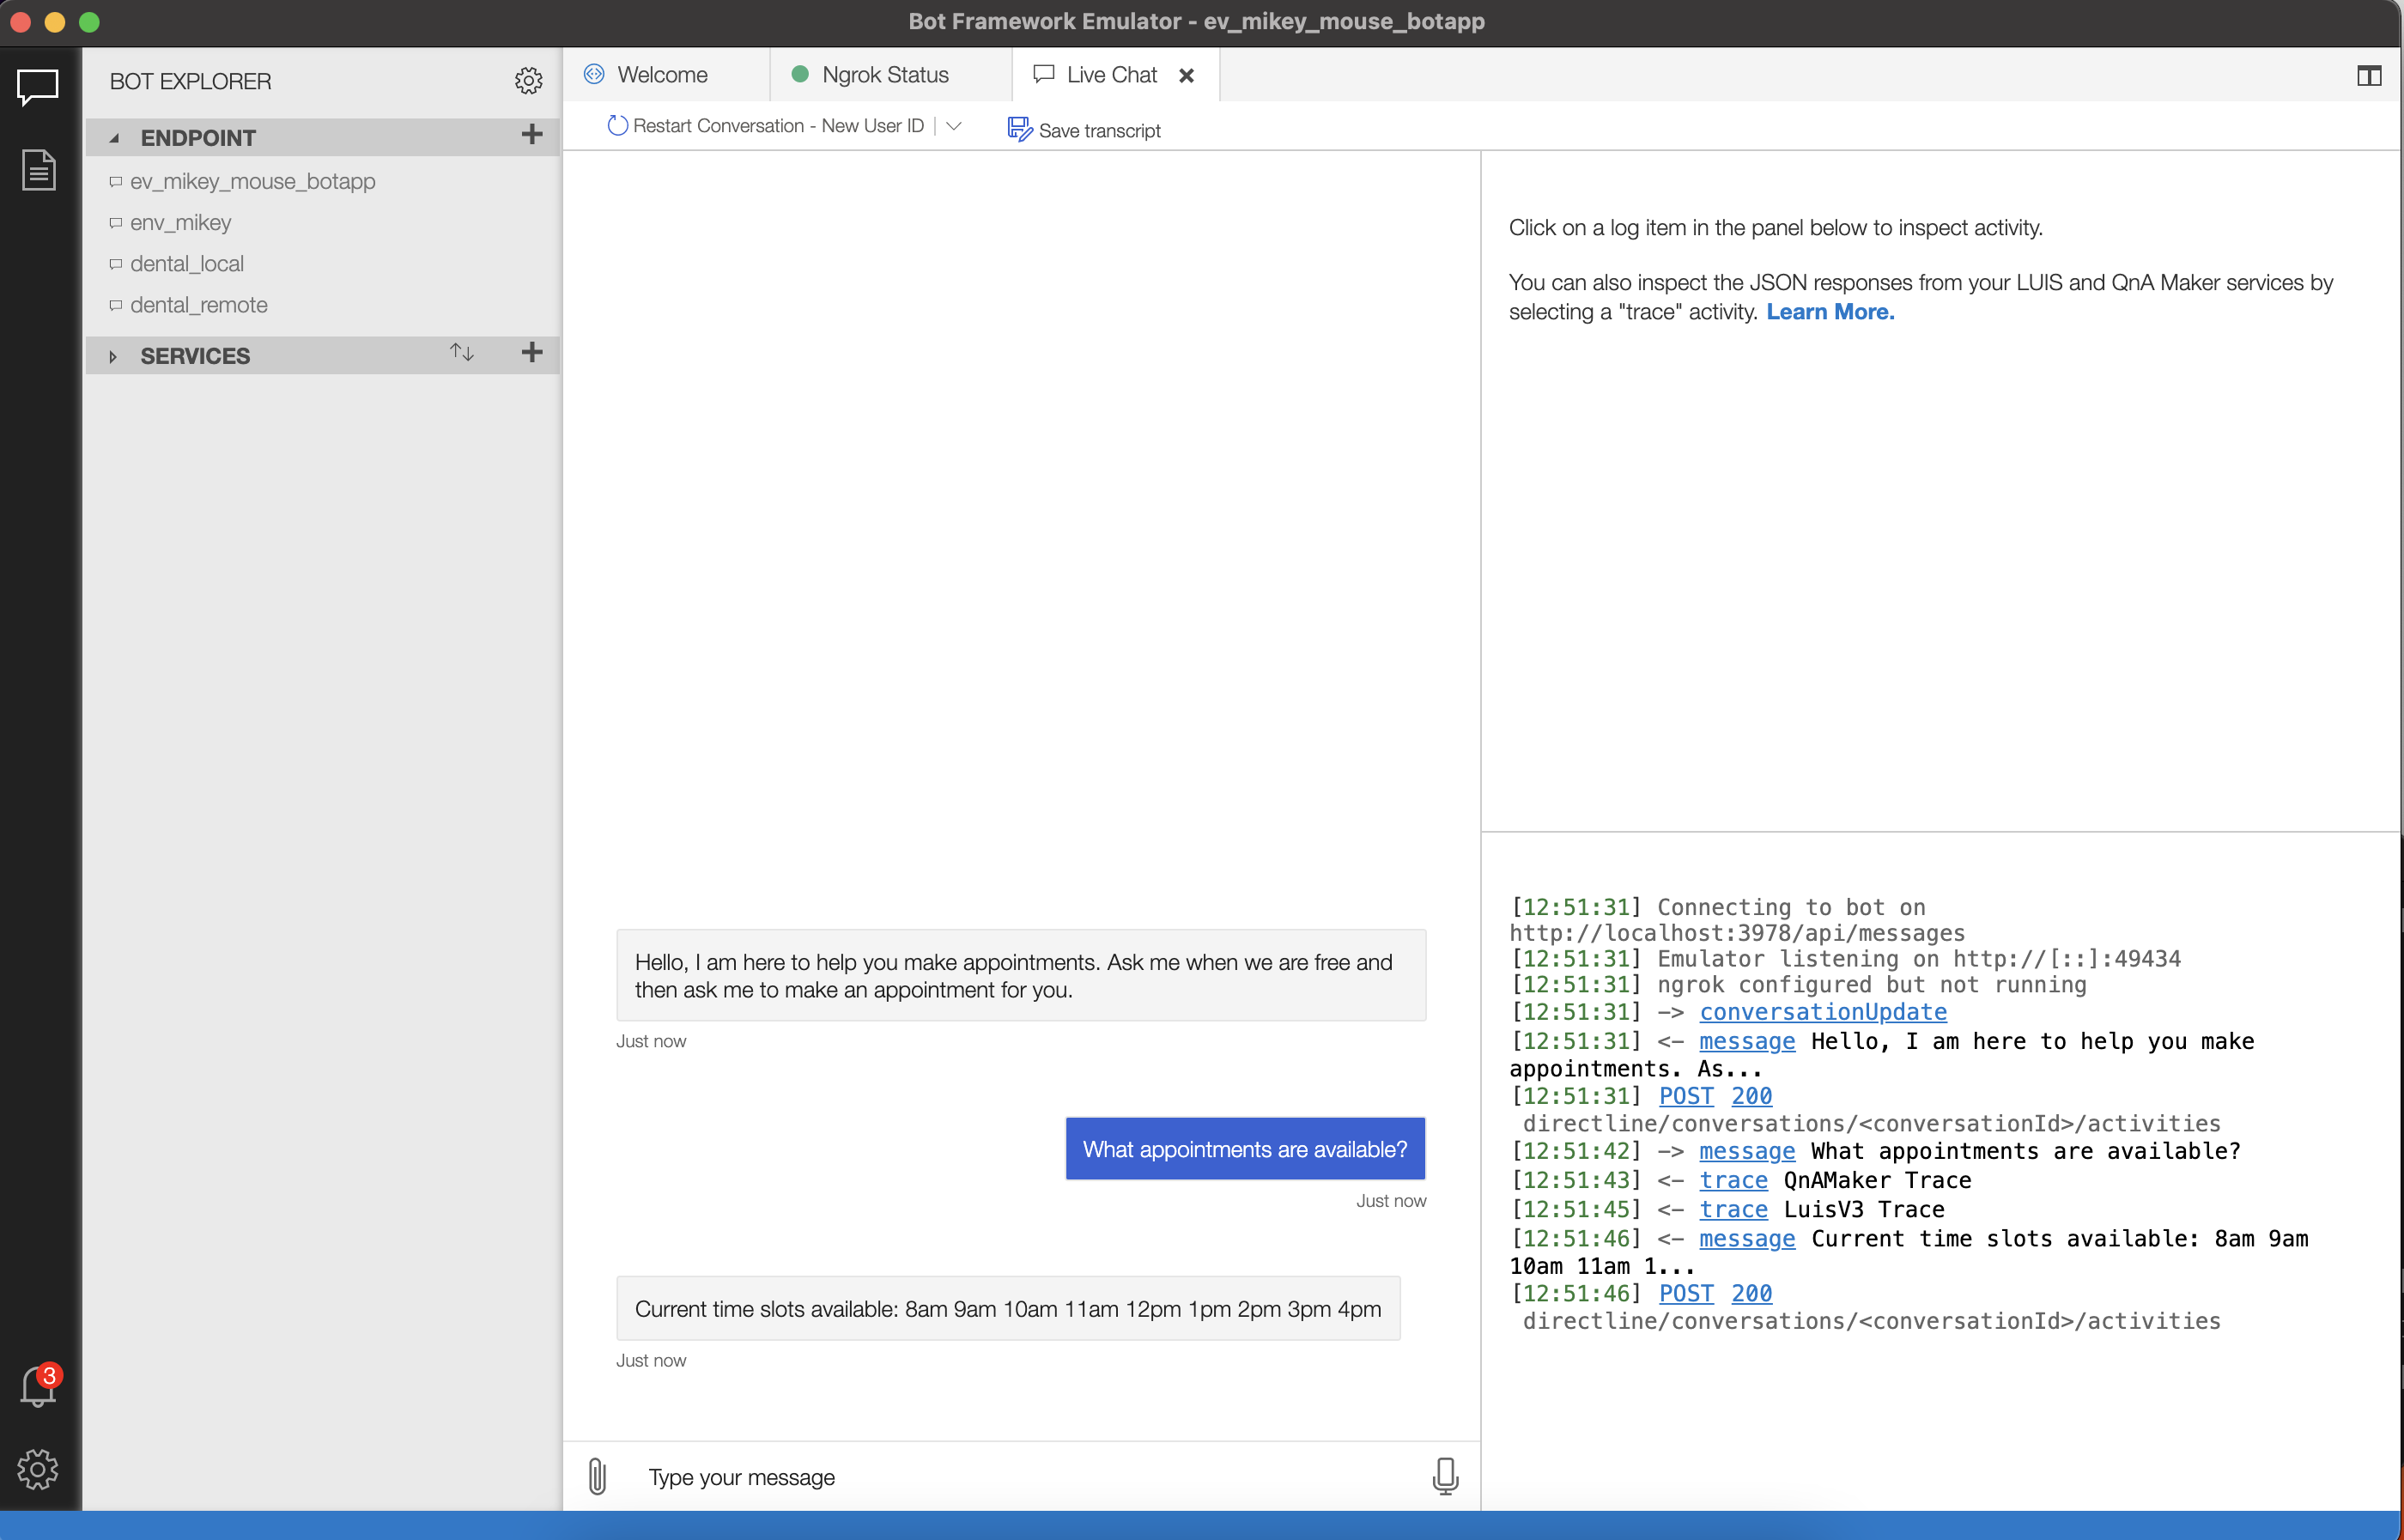 Bot Framework Emulator - ev_mikey_mouse_botapp
BOT EXPLORER
ENDPOINT
ev_mikey_mouse_botapp
env_mikey
dental_local
dental_remote
SERVICES
3
Welcome
Ngrok Status
Live Chat
Restart Conversation - New User ID
Save transcript
Hello, I am here to help you make appointments. Ask me when we are free and
then ask me to make an appointment for you.
Just now
What appointments are available?
Just now
Current time slots available: 8am 9am 10am 11am 12pm 1pm 2pm 3pm 4pm
Just now
Type your message
Click on a log item in the panel below to inspect activity.
You can also inspect the JSON responses from your LUIS and QnA Maker services by
selecting a "trace" activity. Learn More.
[12:51:31] Connecting to bot on
http://localhost:3978/api/messages
[12:51:31] Emulator listening on http://[::]:49434
[12:51:31] ngrok configured but not running
[12:51:31] -> conversationUpdate
[12:51:31] <- message Hello, I am here to help you make
appointments. As...
[12:51:31] POST 200
directline/conversations/<conversationId>/activities
[12:51:42] -> message What appointments are available?
[12:51:43] <- trace QnAMaker Trace
[12:51:45] <- trace LuisV3 Trace
[12:51:46] <- message Current time slots available: 8am 9am
10am 11am 1...
[12:51:46] POST 200
directline/conversations/<conversationId>/activities